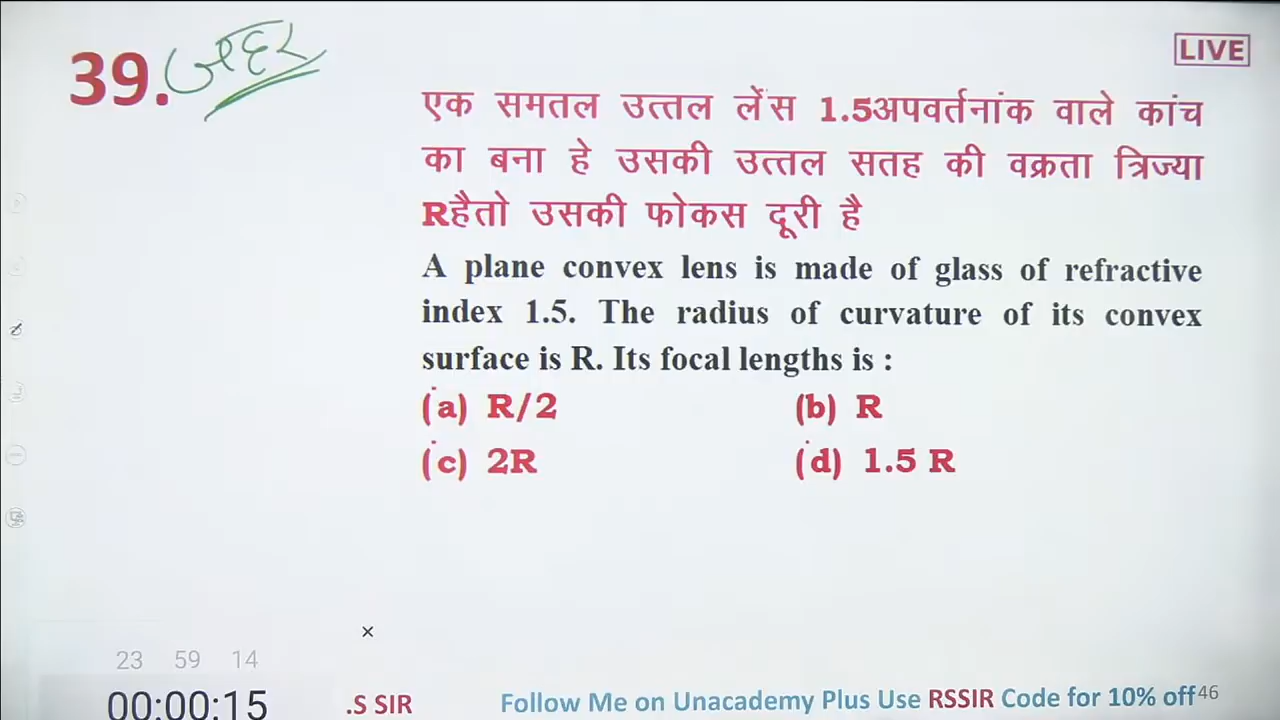 39.
LIVE
एक समतल उत्तल लेंस 1.5अपवर्तनांक वाले कांच
का बना हे उसकी उत्तल सतह की वक्रता त्रिज्या
Rहैतो उसकी फोकस दूरी है
A plane convex lens is made of glass of refractive
index 1.5. The radius of curvature of its convex
surface is R. Its focal lengths is :
(a) R/2 (b) R
(c) 2R (d) 1.5 R
23 59 14
00:00:15
.S SIR
Follow Me on Unacademy Plus Use RSSIR Code for 10% off
46